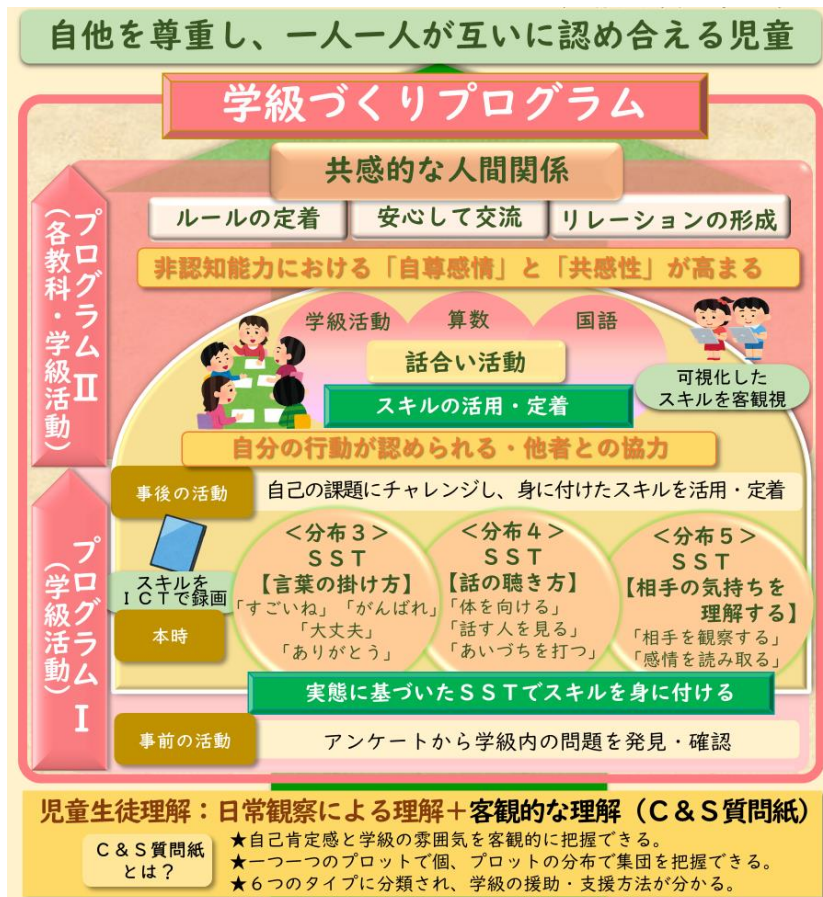 自他を尊重し、一人一人が互いに認め合える児童
学級づくりプログラム
共感的な人間関係
ルールの定着
安心して交流
リレーションの形成
非認知能力における「自尊感情」と「共感性」が高まる
プログラムⅡ
（各教科・学級活動）
学級活動
算数
国語
話合い活動
可視化した
スキルを客観視
スキルの活用・定着
自分の行動が認められる・他者との協力
プログラムⅠ
（学級活動）
事後の活動
自己の課題にチャレンジし、身に付けたスキルを活用・定着
スキルを
ＩＣＴで録画
本時
＜分布３＞
ＳＳＴ
【言葉の掛け方】
「すごいね」「がんばれ」
「大丈夫」
「ありがとう」
＜分布４＞
ＳＳＴ
【話の聴き方】
「体を向ける」
「話す人を見る」
「あいづちを打つ」
＜分布５＞
ＳＳＴ
【相手の気持ちを
理解する】
「相手を観察する」
「感情を読み取る」
実態に基づいたＳＳＴでスキルを身に付ける
事前の活動
アンケートから学級内の問題を発見・確認
児童生徒理解：日常観察による理解＋客観的な理解（Ｃ＆Ｓ質問紙）
Ｃ＆Ｓ質問紙
とは？
★自己肯定感と学級の雰囲気を客観的に把握できる。
★一つ一つのプロットで個、プロットの分布で集団を把握できる。
★６つのタイプに分類され、学級の援助・支援方法が分かる。